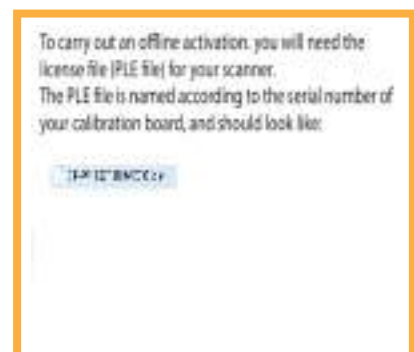 To carry out an offline activation. you will need the
license file (PLE file) for your scanner.
The PLE file is named according to the serial number of
your calibration board, and should look like: